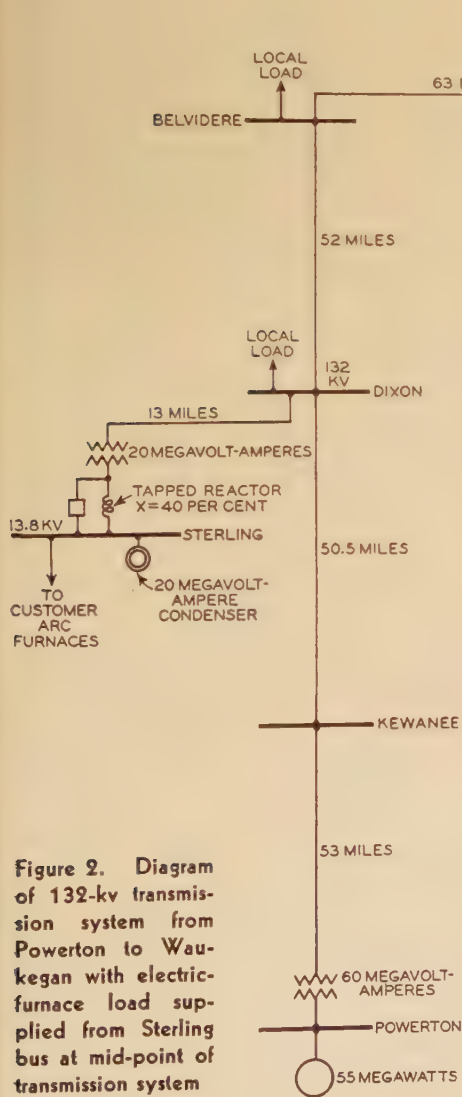 LOCAL
LOAD
63
BELVIDERE
52 MILES
LOCAL
LOAD
132
KV
DIXON
13 MILES
20 MEGAVOLT-AMPERES
TAPPED REACTOR
X=40 PER CENT
13.8 KV
STERLING
50.5 MILES
TO
CUSTOMER
ARC
FURNACES
20 MEGAVOLT-
AMPERE
CONDENSER
KEWANEE
53 MILES
Figure 2. Diagram
of 132-kv transmis-
sion system from
Powerton to Wau-
kegan with electric-
furnace load sup-
plied from Sterling
bus at mid-point of
transmission system
60 MEGAVOLT-
AMPERES
POWERTON
55 MEGAWATTS